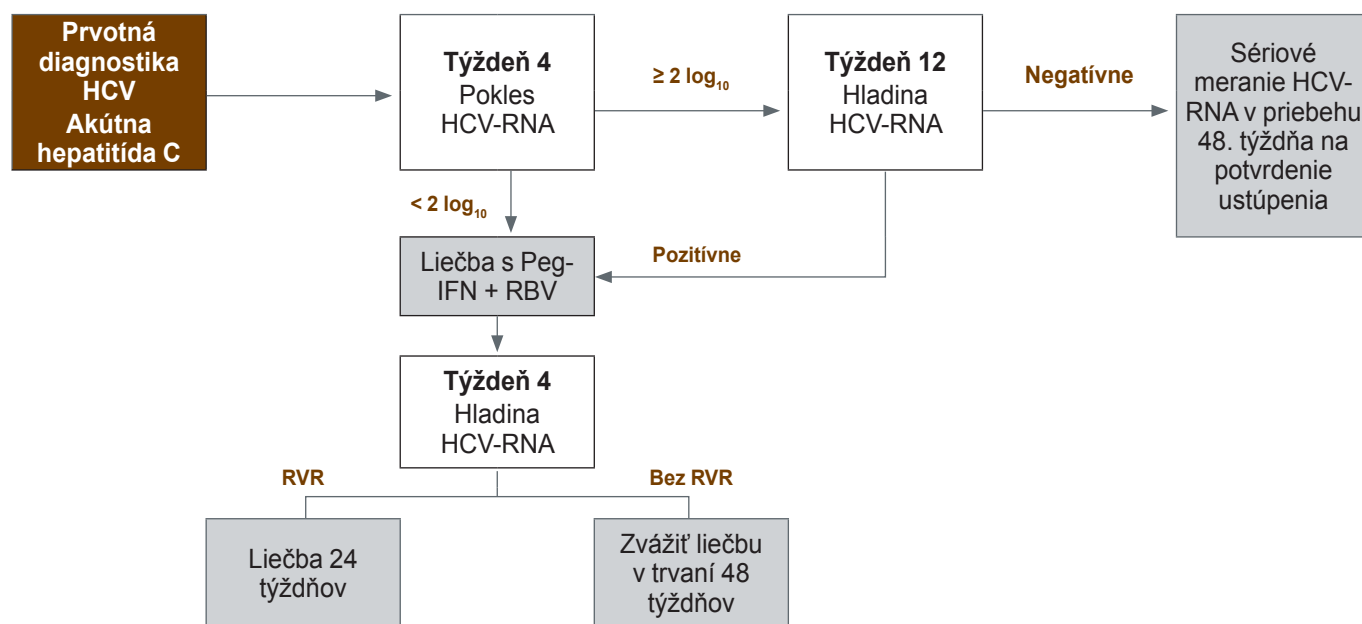 Prvotná
diagnostika
HCV
Akútna
hepatitída C
Týždeň 4
Pokles
HCV-RNA
≥ 2 log₁₀
Týždeň 12
Hladina
HCV-RNA
Negatívne
Sériové
meranie HCV-
RNA v priebehu
48. týždňa na
potvrdenie
ustúpenia
< 2 log₁₀
Pozitívne
Liečba s Peg-
IFN + RBV
Týždeň 4
Hladina
HCV-RNA
RVR
Bez RVR
Liečba 24
týždňov
Zvážiť liečbu
v trvaní 48
týždňov